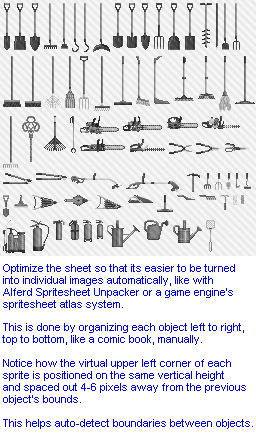 Optimize the sheet so that its easier to be turned
into individual images automatically, like with
Alferd Spritesheet Unpacker or a game engine's
spritesheet atlas system.
This is done by organizing each object left to right,
top to bottom, like a comic book, manually.
Notice how the virtual upper left corner of each
sprite is positioned on the same vertical height
and spaced out 4-6 pixels away from the previous
object's bounds.
This helps auto-detect boundaries between objects.